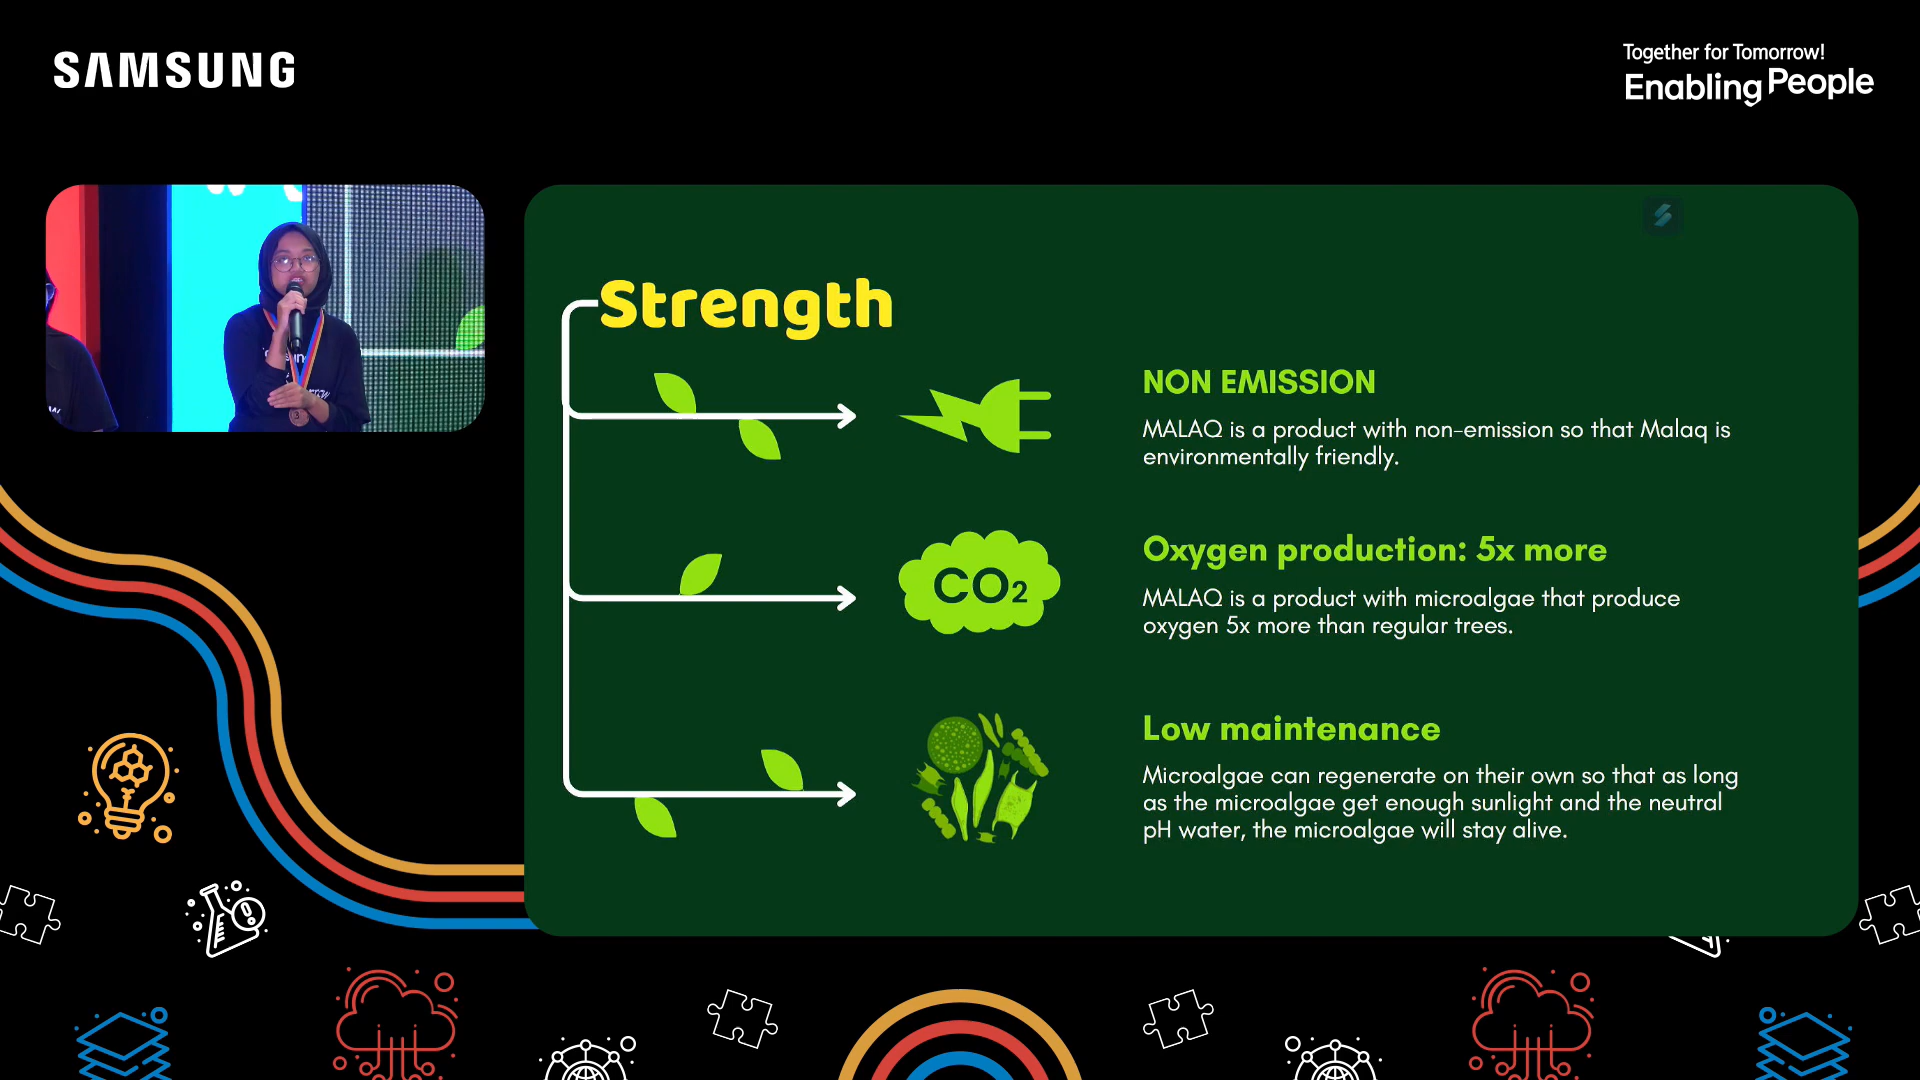 SAMSUNG
Together for Tomorrow!
Enabling People
Strength
NON EMISSION
MALAQ is a product with non-emission so that Malaq is
environmentally friendly.
CO2
Oxygen production: 5x more
MALAQ is a product with microalgae that produce
oxygen 5x more than regular trees.
Low maintenance
Microalgae can regenerate on their own so that as long
as the microalgae get enough sunlight and the neutral
pH water, the microalgae will stay alive.